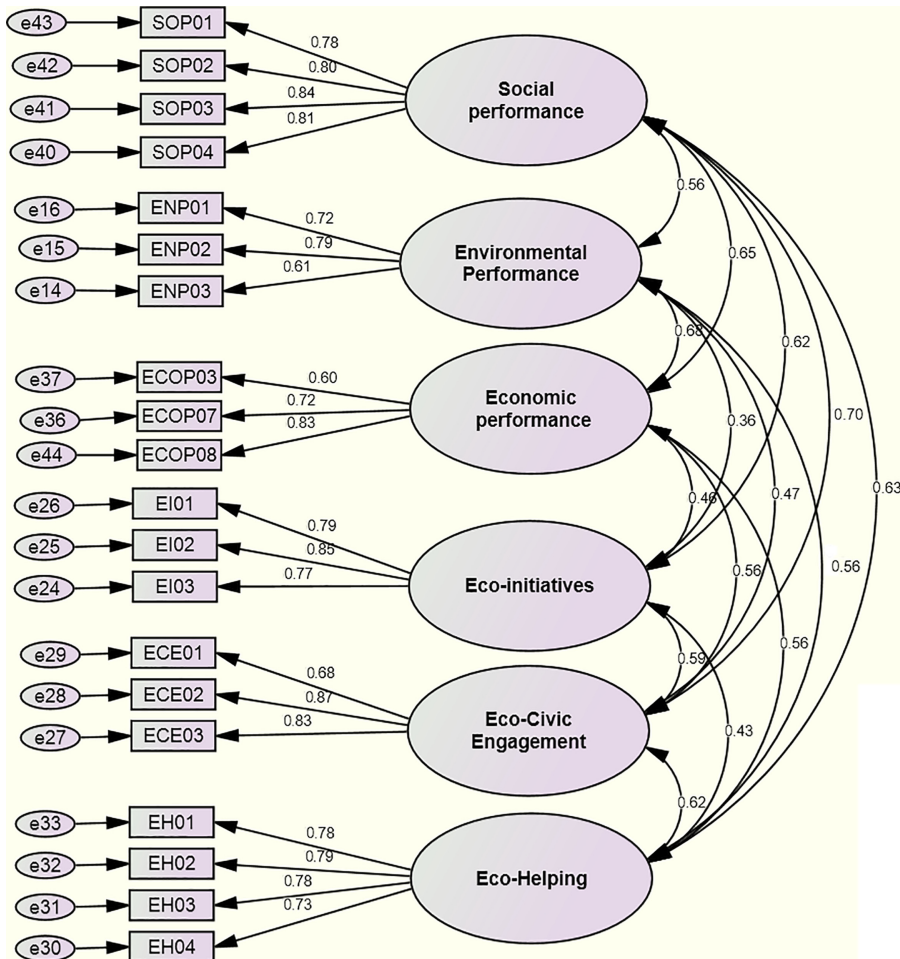 e43 SOP01
0.78
e42 SOP02
0.80
e41 SOP03
0.84
e40 SOP04
0.81
Social
performance
0.56
e16 ENP01
0.72
e15 ENP02
0.79
e14 ENP03
0.61
Environmental
Performance
0.65
0.68
0.62
e37 ECOP03
0.60
e36 ECOP07
0.72
e44 ECOP08
0.83
Economic
performance
0.36
0.70
0.46
0.47
0.63
e26 EI01
0.79
e25 EI02
0.85
e24 EI03
0.77
Eco-initiatives
0.56
0.56
0.59
0.56
e29 ECE01
0.68
e28 ECE02
0.87
e27 ECE03
0.83
Eco-Civic
Engagement
0.43
0.62
e33 EH01
0.78
e32 EH02
0.79
e31 EH03
0.78
e30 EH04
0.73
Eco-Helping